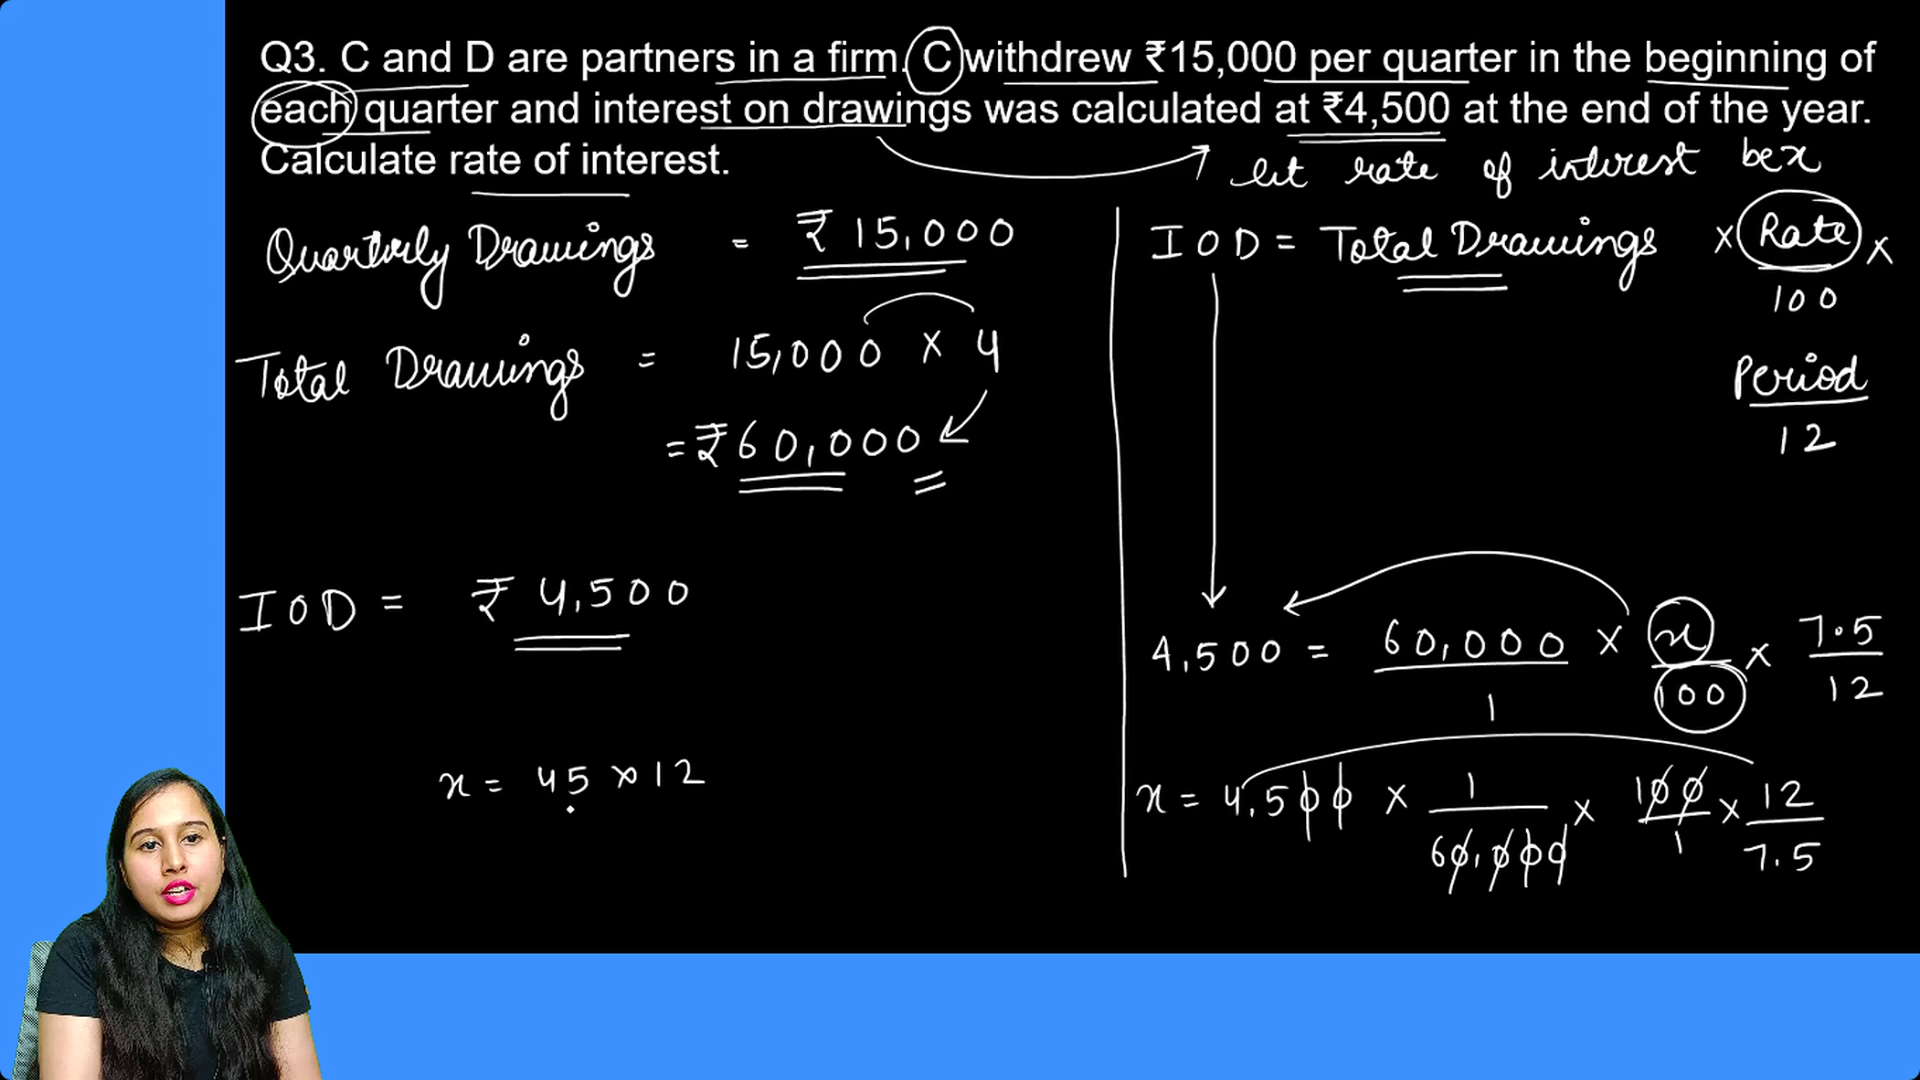 Q3. C and D are partners in a firm. C withdrew ₹15,000 per quarter in the beginning of
each quarter and interest on drawings was calculated at ₹4,500 at the end of the year.
Calculate rate of interest.
let rate of interest be x
Quarterly Drawings = ₹ 15,000
Total Drawings = 15,000 × 4
= ₹ 60,000
IOD = ₹ 4,500
x = 45 × 12
IOD = Total Drawings × Rate ×
100
Period
12
4,500 = 60,000 × x × 7.5
1 100 12
x = 4,500 × 1 × 100 × 12
60,000 1 7.5